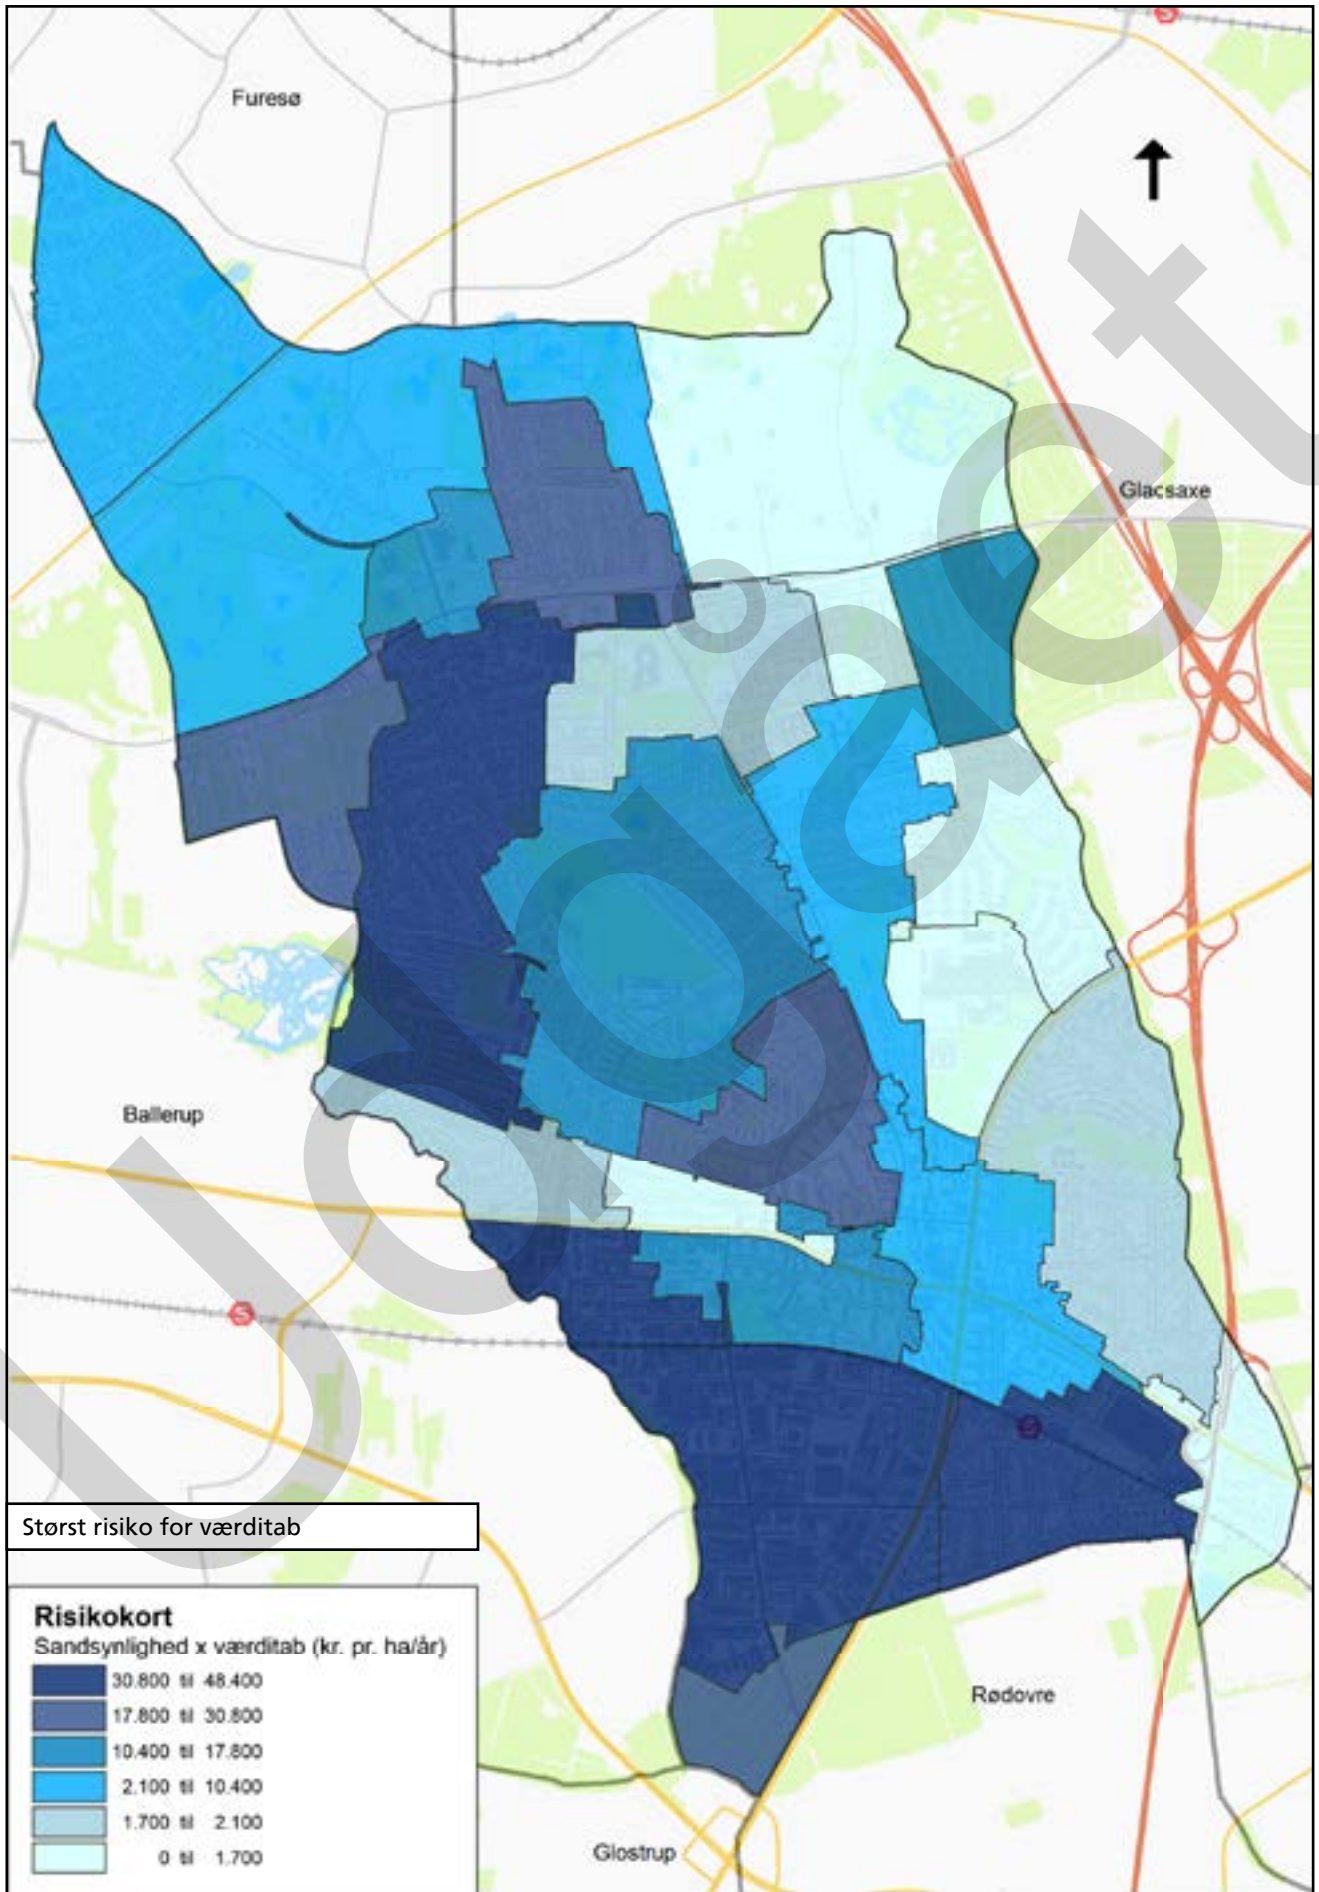 Furesø
Glacsaxe
Ballerup
Størst risiko for værditab
Risikokort
Sandsynlighed x værditab (kr. pr. ha/år)
30.800 til 48.400
17.800 til 30.800
10.400 til 17.800
2.100 til 10.400
1.700 til 2.100
0 til 1.700
Rødovre
Glostrup
Udgået